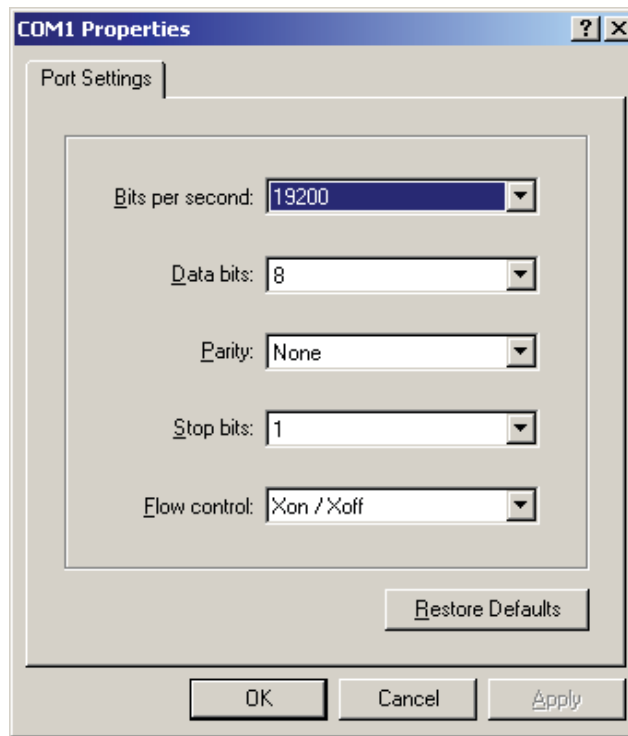 COM1 Properties
Port Settings
Bits per second: 19200
Data bits: 8
Parity: None
Stop bits: 1
Flow control: Xon / Xoff
Restore Defaults
OK Cancel Apply